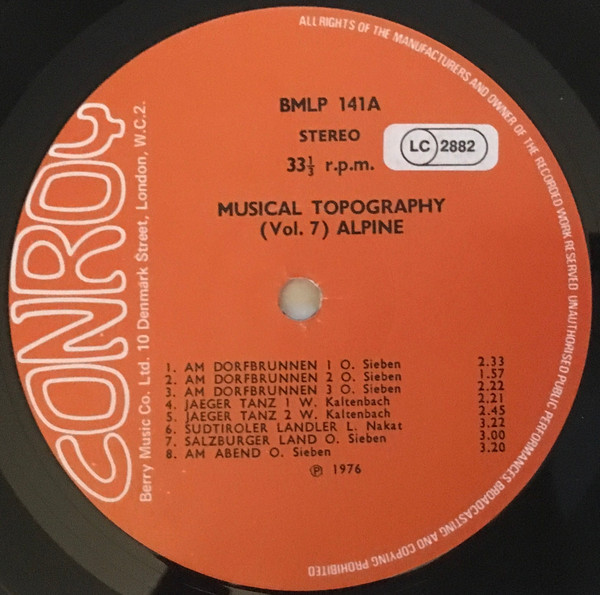 CONROY
Berry Music Co. Ltd. 10 Denmark Street, London, W.C.2.
ALL RIGHTS OF THE MANUFACTURERS AND OWNER OF THE RECORDED WORK RESERVED UNAUTHORISED PUBLIC PERFORMANCES BROADCASTING AND COPYING PROHIBITED
BMLP 141A
STEREO
33⅓ r.p.m.
LC 2882
MUSICAL TOPOGRAPHY
(Vol. 7) ALPINE
1. AM DORFBRUNNEN 1 O. Sieben 2.33
2. AM DORFBRUNNEN 2 O. Sieben 1.57
3. AM DORFBRUNNEN 3 O. Sieben 2.22
4. JAEGER TANZ 1 W. Kaltenbach 2.21
5. JAEGER TANZ 2 W. Kaltenbach 2.45
6. SUDTIROLER LANDLER L. Nakat 3.22
7. SALZBURGER LAND O. Sieben 3.00
8. AM ABEND O. Sieben 3.20
℗ 1976